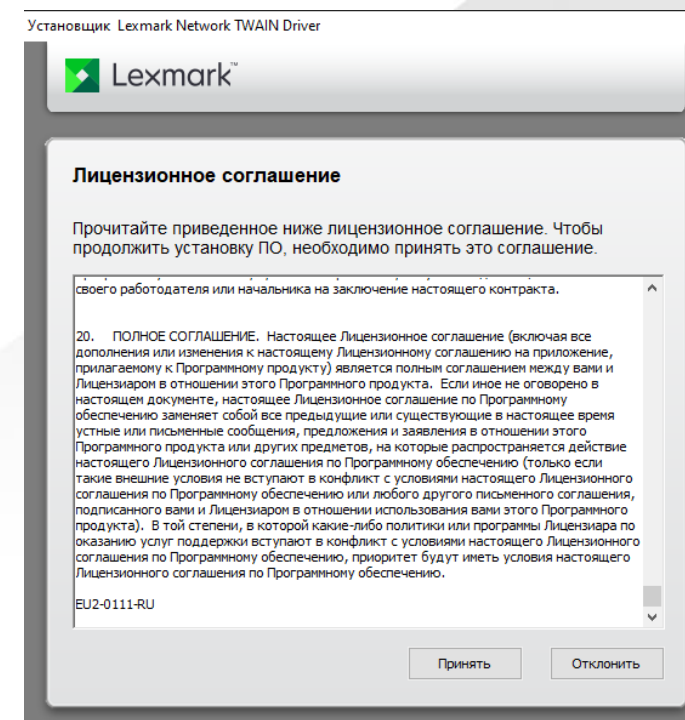 Установщик Lexmark Network TWAIN Driver
Lexmark™
Лицензионное соглашение
Прочитайте приведенное ниже лицензионное соглашение. Чтобы
продолжить установку ПО, необходимо принять это соглашение.
своего работодателя или начальника на заключение настоящего контракта.
20. ПОЛНОЕ СОГЛАШЕНИЕ. Настоящее Лицензионное соглашение (включая все
дополнения или изменения к настоящему Лицензионному соглашению на приложение,
прилагаемому к Программному продукту) является полным соглашением между вами и
Лицензиаром в отношении этого Программного продукта. Если иное не оговорено в
настоящем документе, настоящее Лицензионное соглашение по Программному
обеспечению заменяет собой все предыдущие или существующие в настоящее время
устные или письменные сообщения, предложения и заявления в отношении этого
Программного продукта или других предметов, на которые распространяется действие
настоящего Лицензионного соглашения по Программному обеспечению (только если
такие внешние условия не вступают в конфликт с условиями настоящего Лицензионного
соглашения по Программному обеспечению или любого другого письменного соглашения,
подписанного вами и Лицензиаром в отношении использования вами этого Программного
продукта). В той степени, в которой какие-либо политики или программы Лицензиара по
оказанию услуг поддержки вступают в конфликт с условиями настоящего Лицензионного
соглашения по Программному обеспечению, приоритет будут иметь условия настоящего
Лицензионного соглашения по Программному обеспечению.
EU2-0111-RU
Принять Отклонить